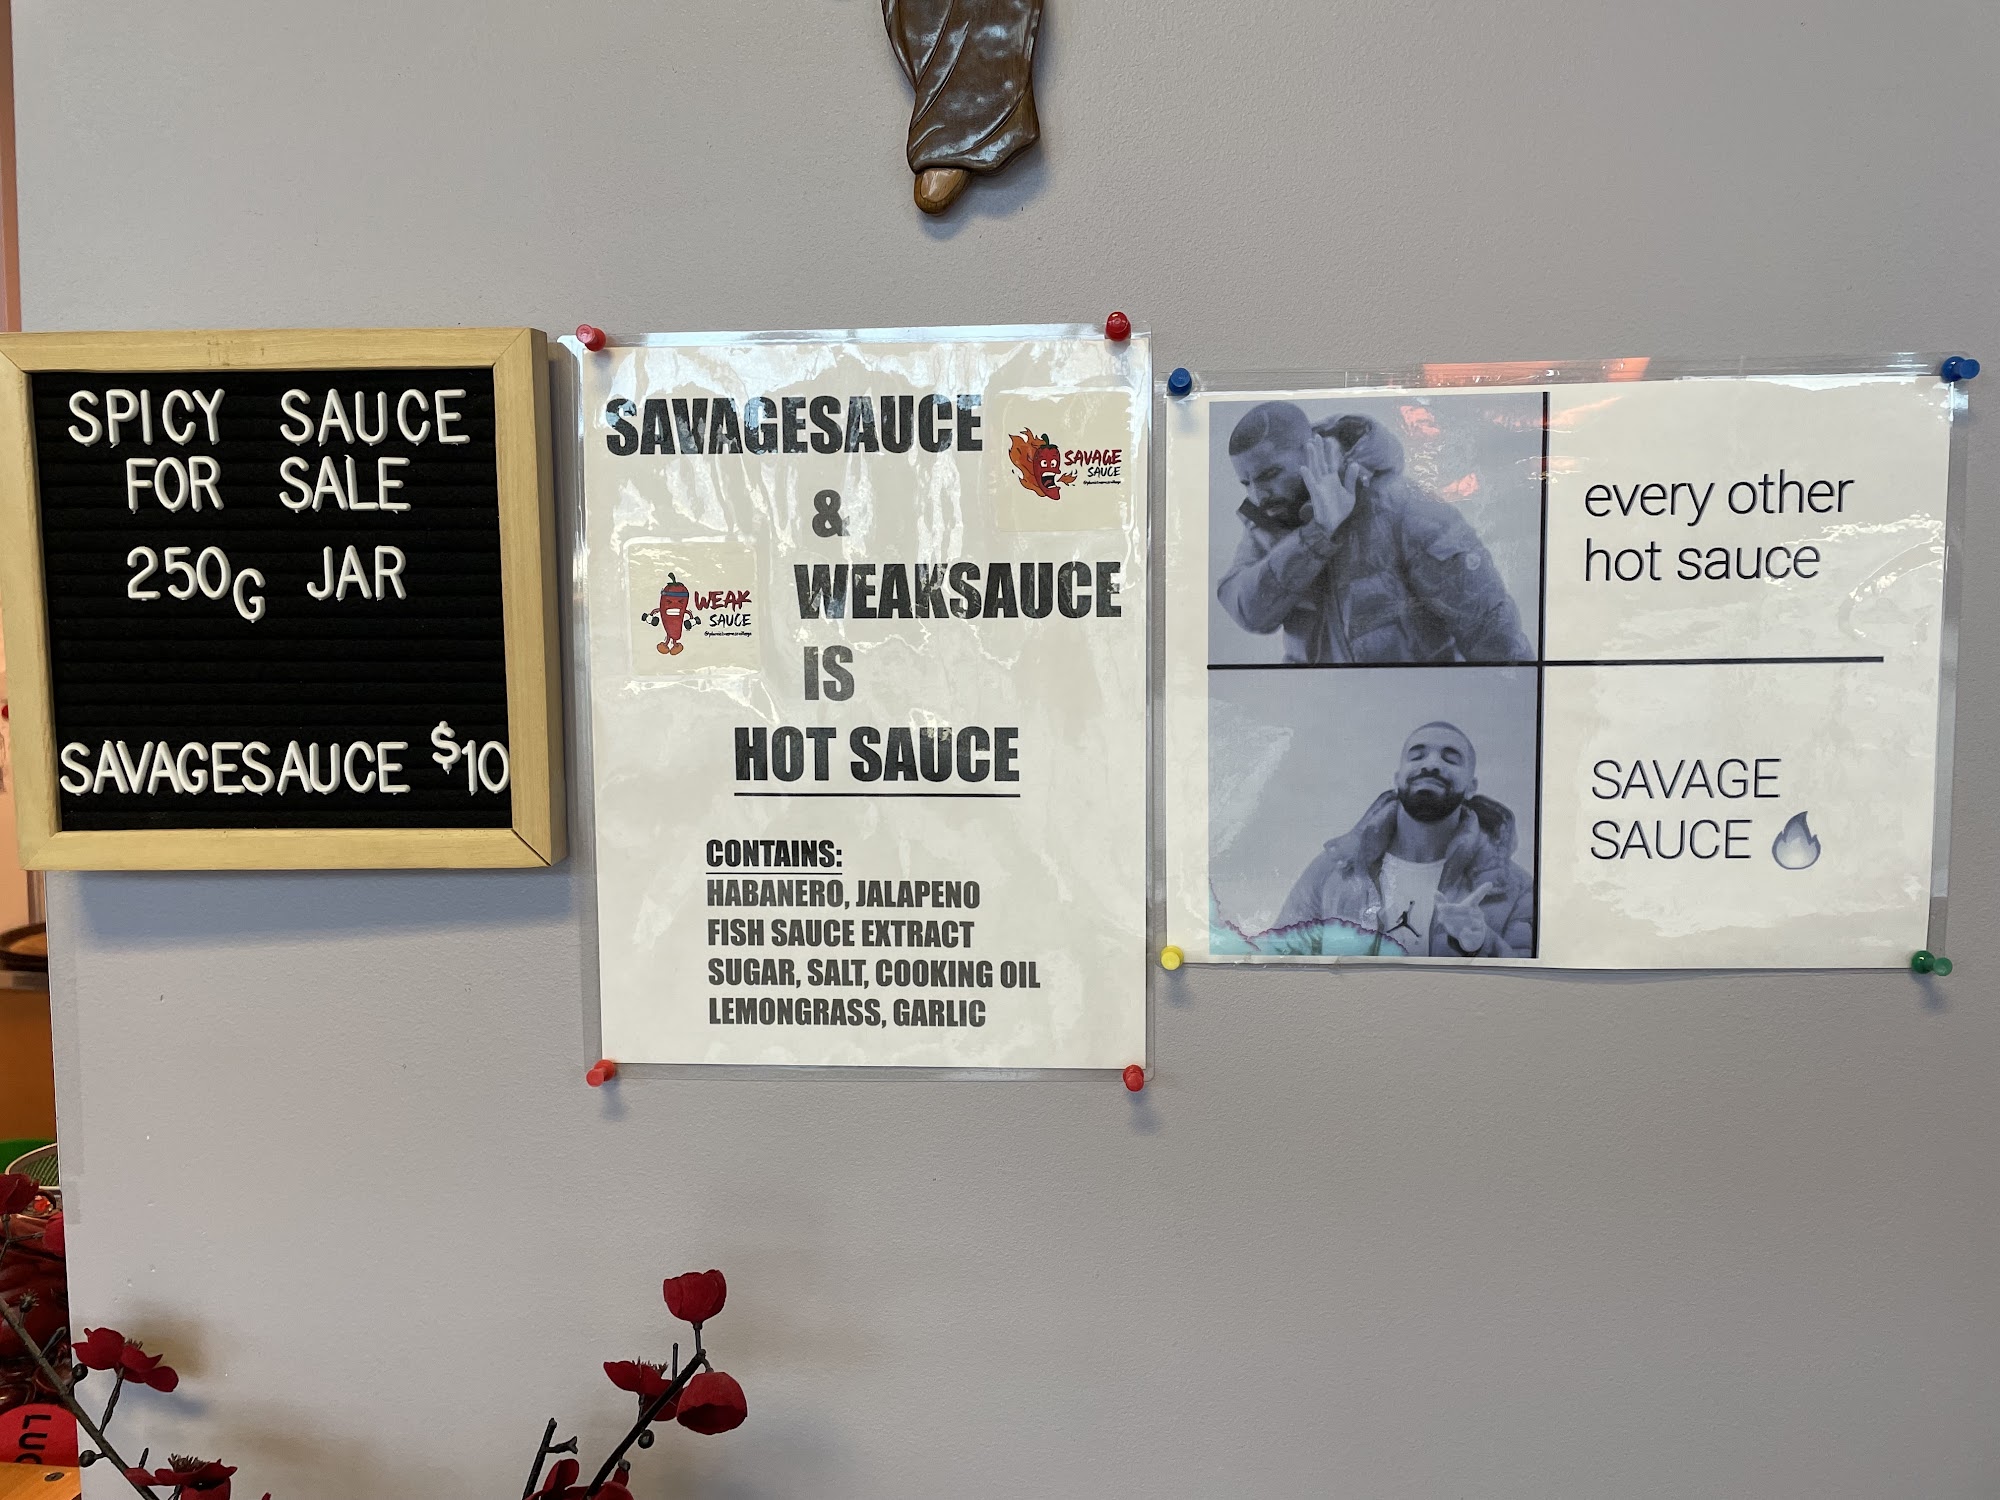 SPICY SAUCE
FOR SALE
250G JAR
SAVAGESAUCE $10
SAVAGESAUCE
&
WEAKSAUCE
IS
HOT SAUCE
SAVAGE
SAUCE
WEAK
SAUCE
CONTAINS:
HABANERO, JALAPENO
FISH SAUCE EXTRACT
SUGAR, SALT, COOKING OIL
LEMONGRASS, GARLIC
every other
hot sauce
SAVAGE
SAUCE 🔥